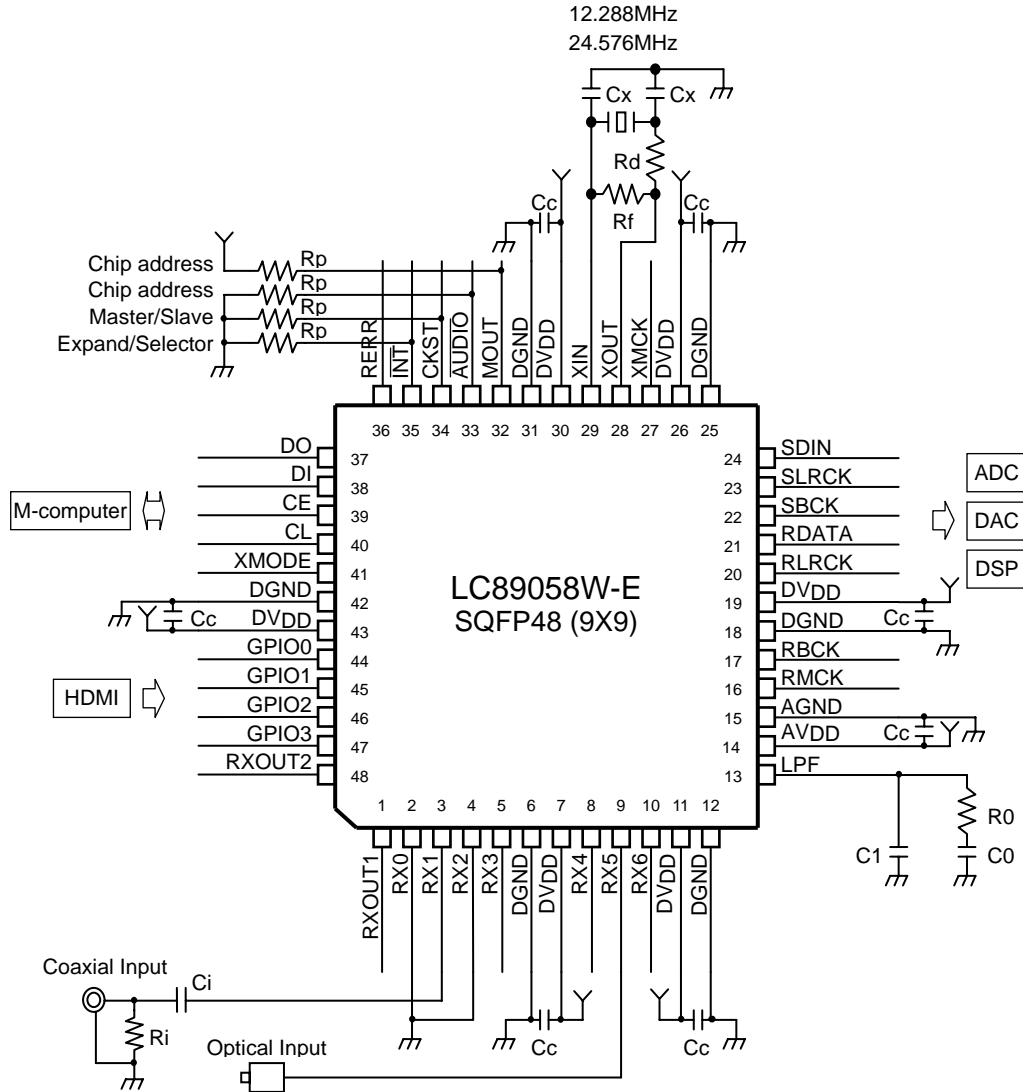 12.288MHz
24.576MHz
Cx Cx
Rd
Cc Rf Cc
Chip address Rp
Chip address Rp
Master/Slave Rp
Expand/Selector Rp
RERR INT CKST AUDIO MOUT DGND DVDD XIN XOUT XMCK DVDD DGND
36 35 34 33 32 31 30 29 28 27 26 25
DO 37
DI 38
CE 39
M-computer
CL 40
XMODE 41
DGND 42
Cc DVDD 43
GPIO0 44
GPIO1 45
HDMI
GPIO2 46
GPIO3 47
RXOUT2 48
LC89058W-E
SQFP48 (9X9)
24 SDIN
23 SLRCK
22 SBCK
21 RDATA
20 RLRCK
19 DVDD
18 DGND
Cc
17 RBCK
16 RMCK
15 AGND
14 AVDD
Cc
13 LPF
ADC
DAC
DSP
R0
C1 C0
1 2 3 4 5 6 7 8 9 10 11 12
RXOUT1 RX0 RX1 RX2 RX3 DGND DVDD RX4 RX5 RX6 DVDD DGND
Coaxial Input
Ci
Ri
Optical Input
Cc Cc